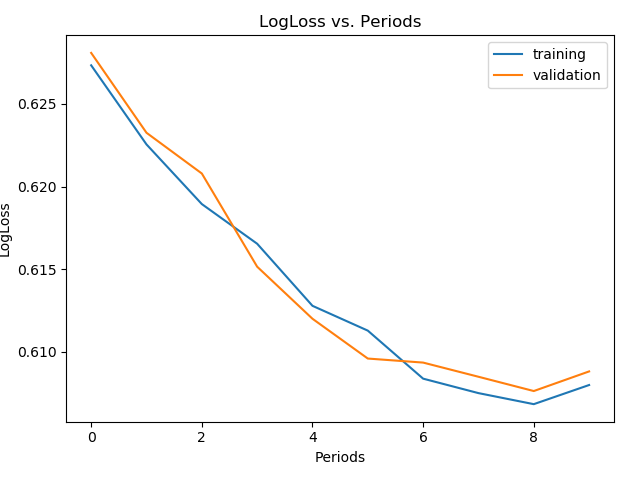 LogLoss vs. Periods
training
validation
0.625
0.620
0.615
0.610
LogLoss
0
2
4
6
8
Periods